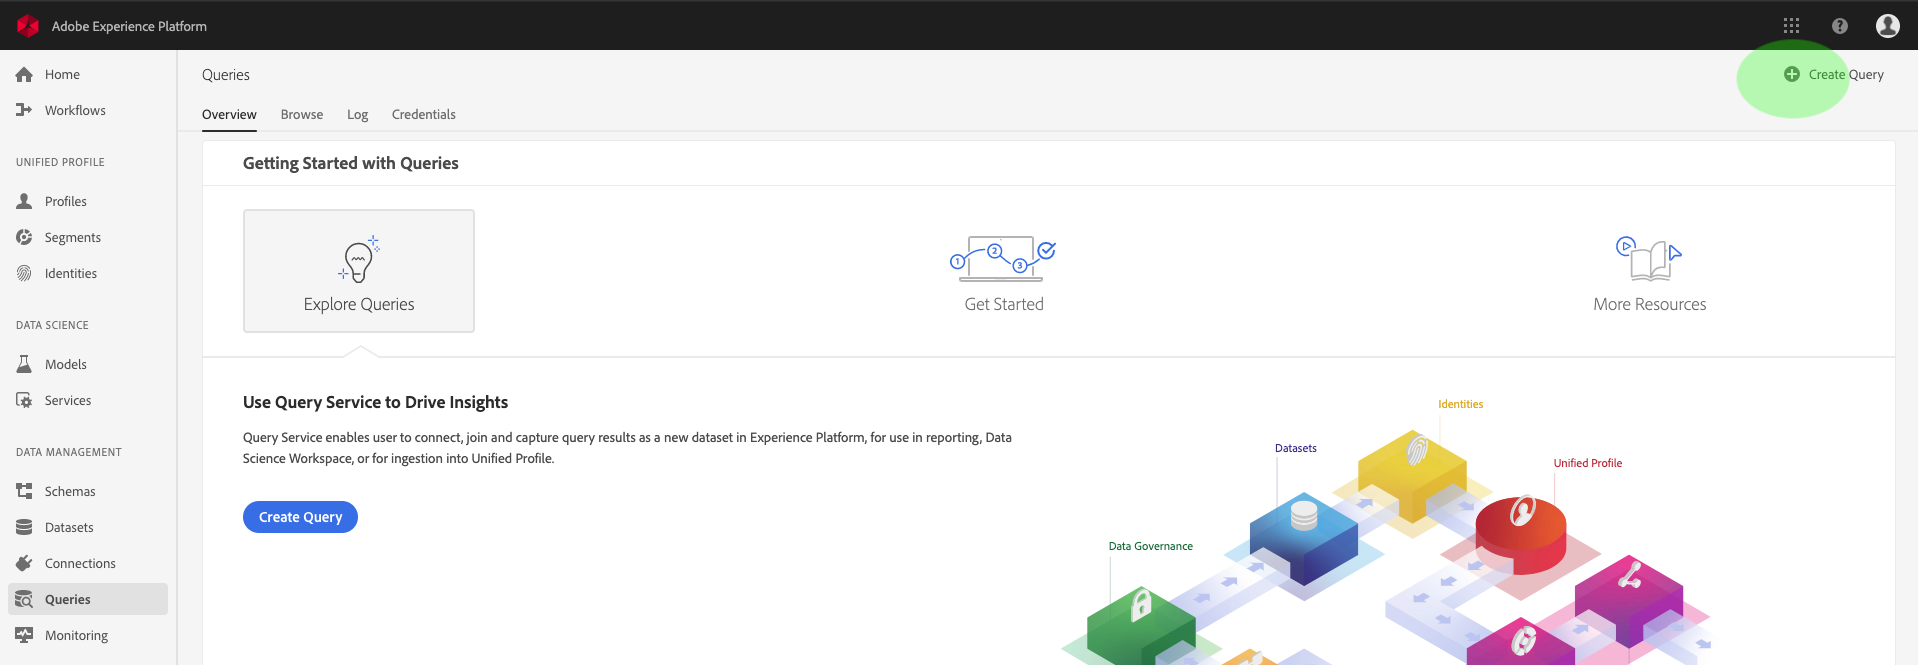 Adobe Experience Platform
Home
Workflows
UNIFIED PROFILE
Profiles
Segments
Identities
DATA SCIENCE
Models
Services
DATA MANAGEMENT
Schemas
Datasets
Connections
Queries
Monitoring
Queries
Create Query
Overview Browse Log Credentials
Getting Started with Queries
Explore Queries
1 2 3
Get Started
More Resources
Use Query Service to Drive Insights
Query Service enables user to connect, join and capture query results as a new dataset in Experience Platform, for use in reporting, Data
Science Workspace, or for ingestion into Unified Profile.
Create Query
Identities
Datasets
Unified Profile
Data Governance